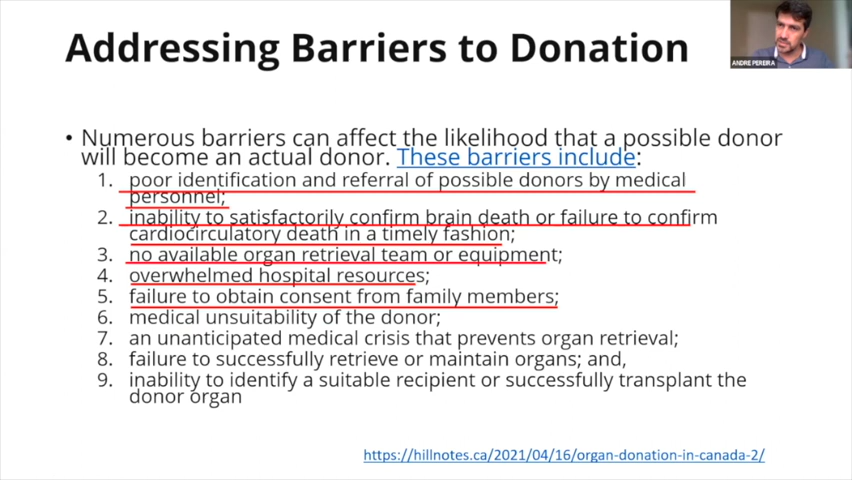 Addressing Barriers to Donation
ANDRE PEREIRA
• Numerous barriers can affect the likelihood that a possible donor
will become an actual donor. These barriers include:
1. poor identification and referral of possible donors by medical
personnel;
2. inability to satisfactorily confirm brain death or failure to confirm
cardiocirculatory death in a timely fashion;
3. no available organ retrieval team or equipment;
4. overwhelmed hospital resources;
5. failure to obtain consent from family members;
6. medical unsuitability of the donor;
7. an unanticipated medical crisis that prevents organ retrieval;
8. failure to successfully retrieve or maintain organs; and,
9. inability to identify a suitable recipient or successfully transplant the
donor organ
https://hillnotes.ca/2021/04/16/organ-donation-in-canada-2/